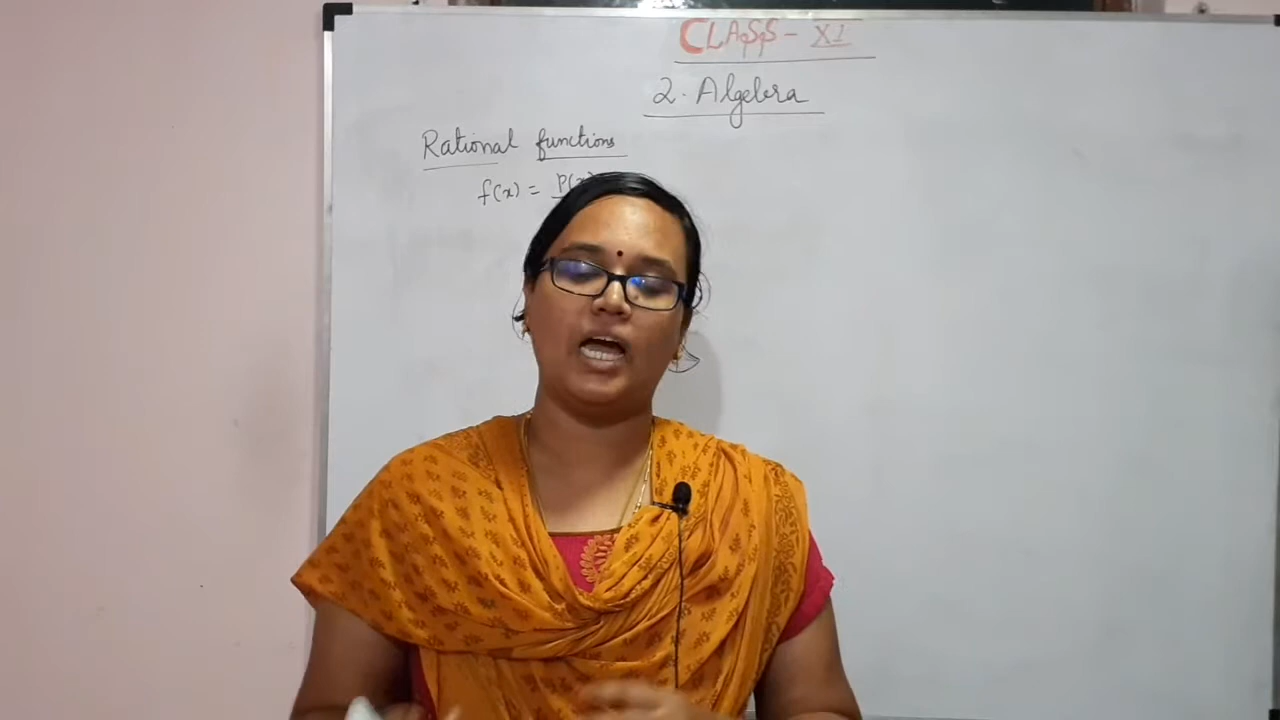 CLASS - XI
2. Algebra
Rational functions
f(x) = P(x)